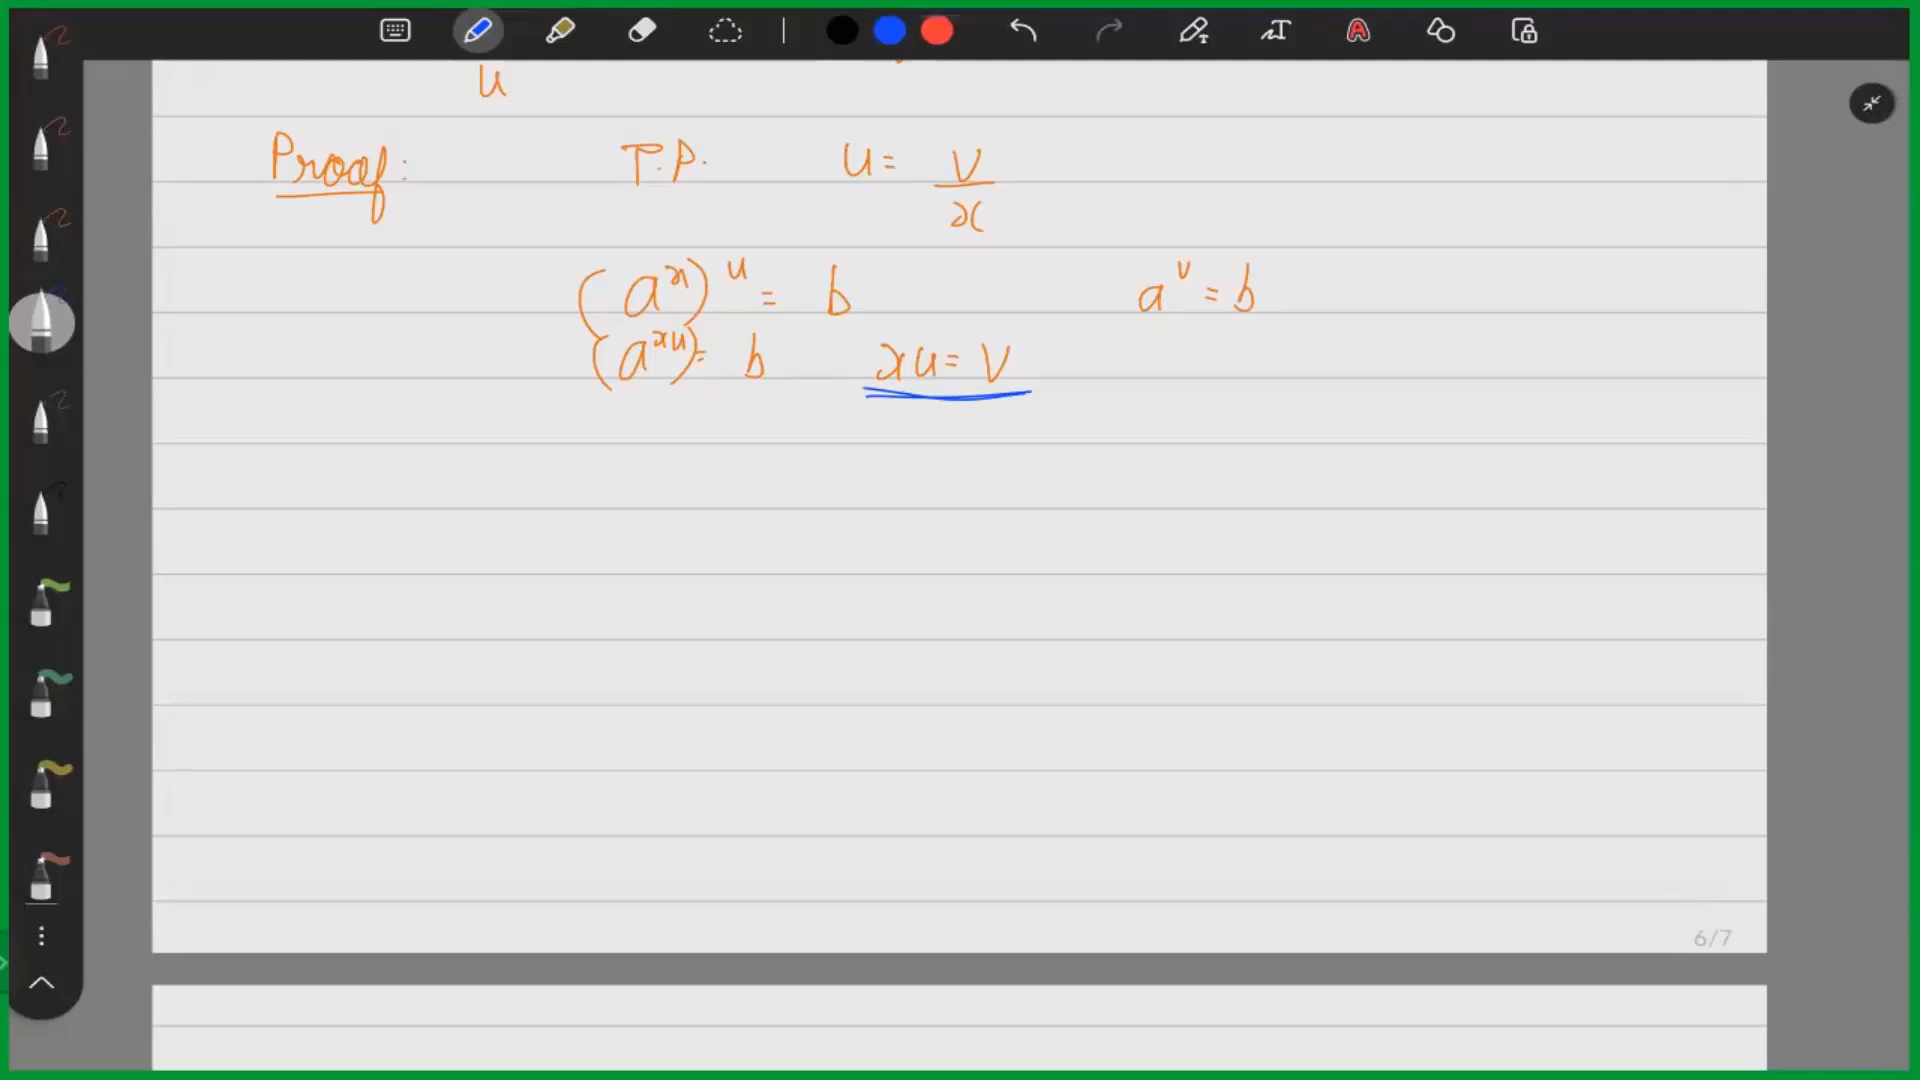 u
Proof: T.P. u = v/x
(a^x)^u = b a^v = b
(a^xu) = b xu = v
6/7